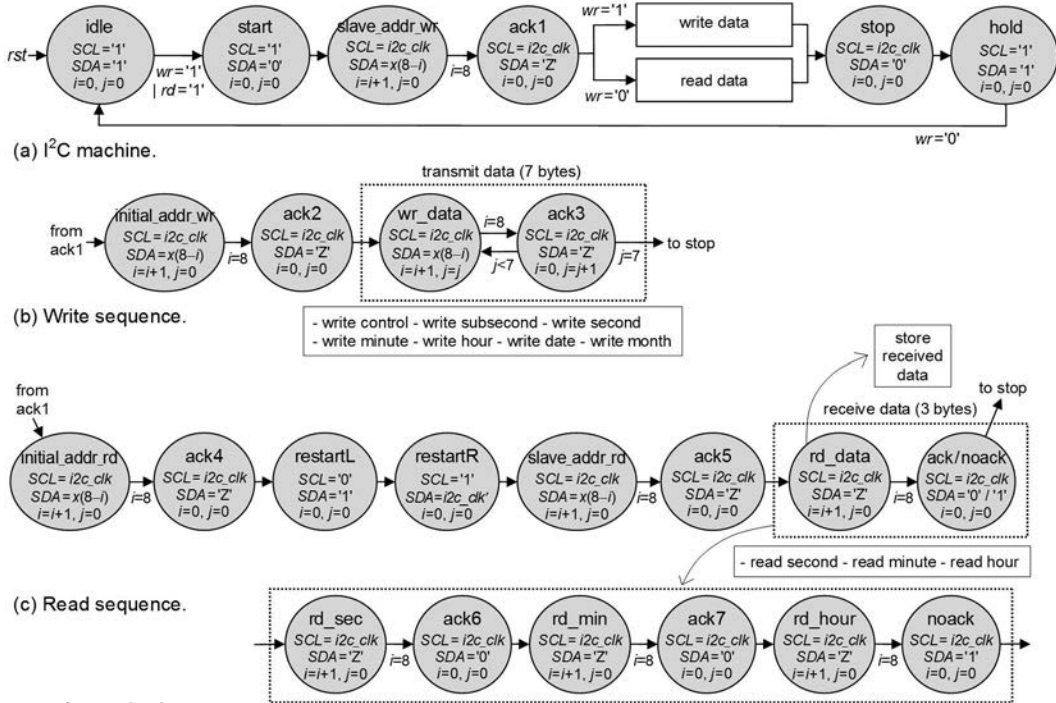 rst
idle
SCL='1'
SDA='1'
i=0, j=0
wr='1'
| rd='1'
start
SCL='1'
SDA='0'
i=0, j=0
slave_addr_wr
SCL=i2c_clk
SDA=x(8–i)
i=i+1, j=0
i=8
ack1
SCL=i2c_clk
SDA='Z'
i=0, j=0
wr='1'
write data
wr='0'
read data
stop
SCL=i2c_clk
SDA='0'
i=0, j=0
hold
SCL='1'
SDA='1'
i=0, j=0
wr='0'
(a) I²C machine.
transmit data (7 bytes)
from
ack1
initial_addr_wr
SCL=i2c_clk
SDA=x(8–i)
i=i+1, j=0
i=8
ack2
SCL=i2c_clk
SDA='Z'
i=0, j=0
wr_data
SCL=i2c_clk
SDA=x(8–i)
i=i+1, j=j
i=8
j<7
ack3
SCL=i2c_clk
SDA='Z'
i=0, j=j+1
j=7
to stop
(b) Write sequence.
- write control - write subsecond - write second
- write minute - write hour - write date - write month
store
received
data
from
ack1
to stop
receive data (3 bytes)
initial_addr_rd
SCL=i2c_clk
SDA=x(8–i)
i=i+1, j=0
i=8
ack4
SCL=i2c_clk
SDA='Z'
i=0, j=0
restartL
SCL='0'
SDA='1'
i=0, j=0
restartR
SCL='1'
SDA=i2c_clk'
i=0, j=0
slave_addr_rd
SCL=i2c_clk
SDA=x(8–i)
i=i+1, j=0
i=8
ack5
SCL=i2c_clk
SDA='Z'
i=0, j=0
rd_data
SCL=i2c_clk
SDA='Z'
i=i+1, j=0
i=8
ack/noack
SCL=i2c_clk
SDA='0' / '1'
i=0, j=0
- read second - read minute - read hour
(c) Read sequence.
rd_sec
SCL=i2c_clk
SDA='Z'
i=i+1, j=0
i=8
ack6
SCL=i2c_clk
SDA='0'
i=0, j=0
rd_min
SCL=i2c_clk
SDA='Z'
i=i+1, j=0
i=8
ack7
SCL=i2c_clk
SDA='0'
i=0, j=0
rd_hour
SCL=i2c_clk
SDA='Z'
i=i+1, j=0
i=8
noack
SCL=i2c_clk
SDA='1'
i=0, j=0